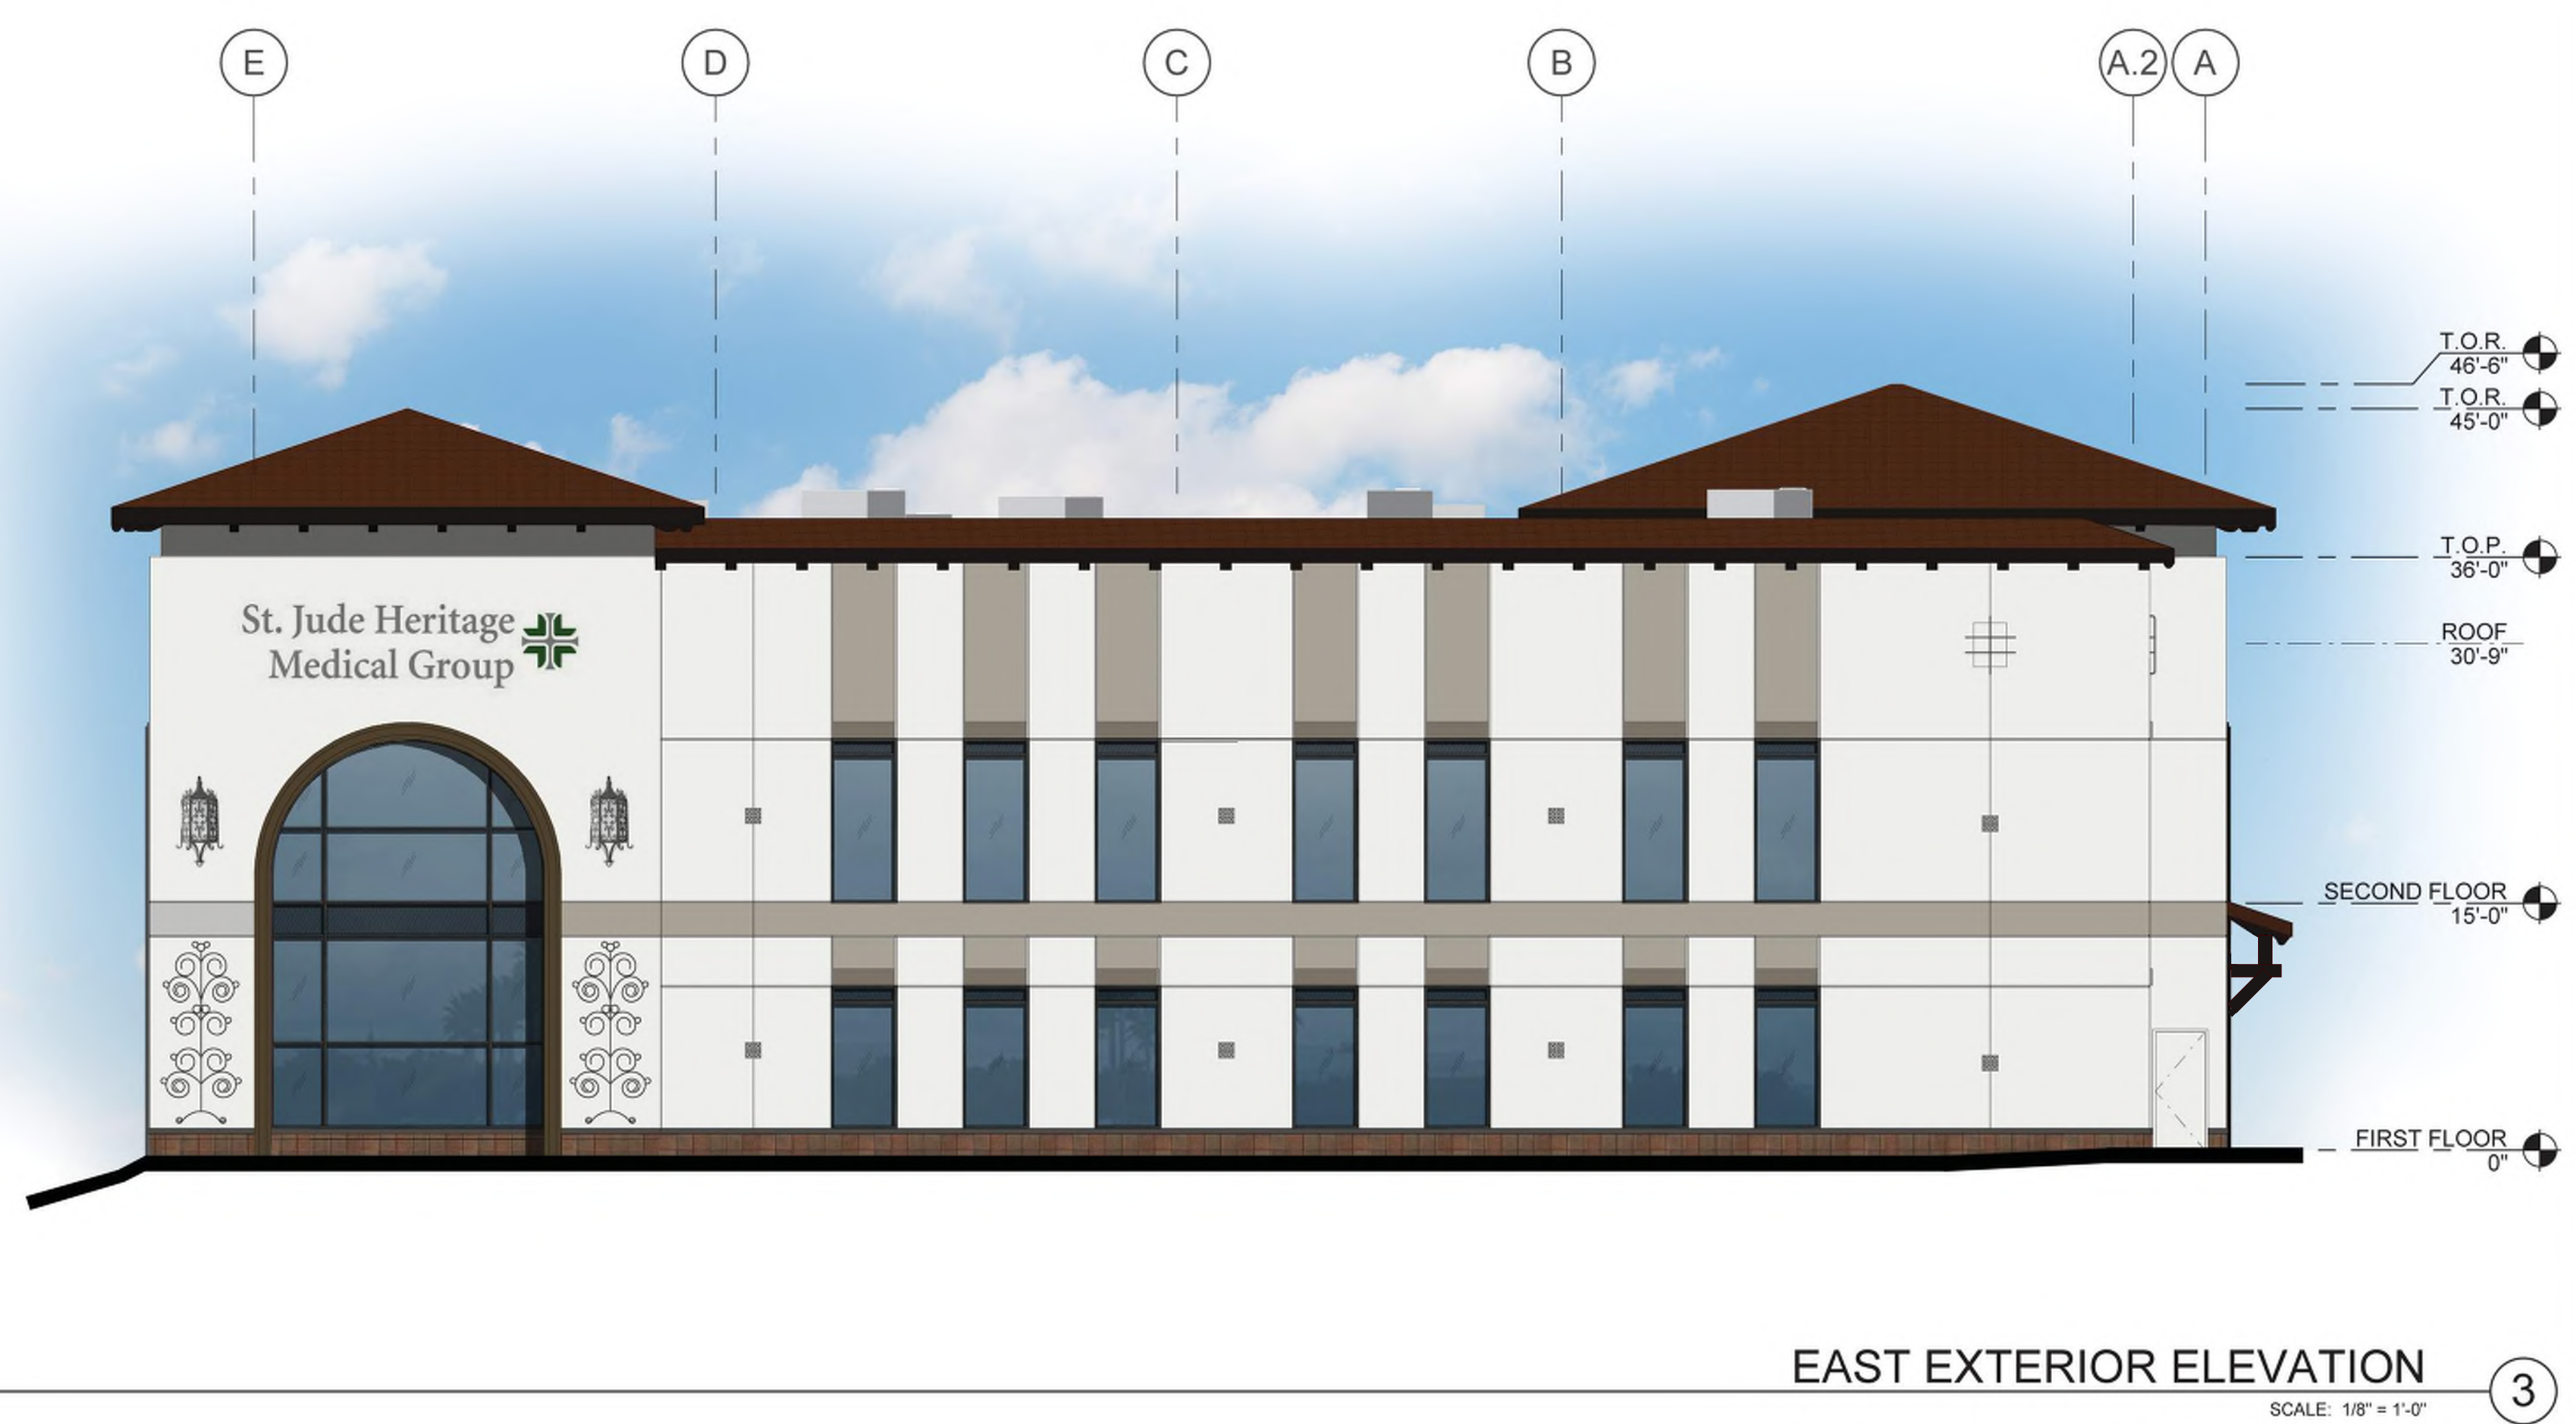 E D C B A.2 A
T.O.R.
46'-6"
T.O.R.
45'-0"
T.O.P.
36'-0"
ROOF
30'-9"
St. Jude Heritage
Medical Group
SECOND FLOOR
15'-0"
FIRST FLOOR
0"
EAST EXTERIOR ELEVATION
3
SCALE: 1/8" = 1'-0"